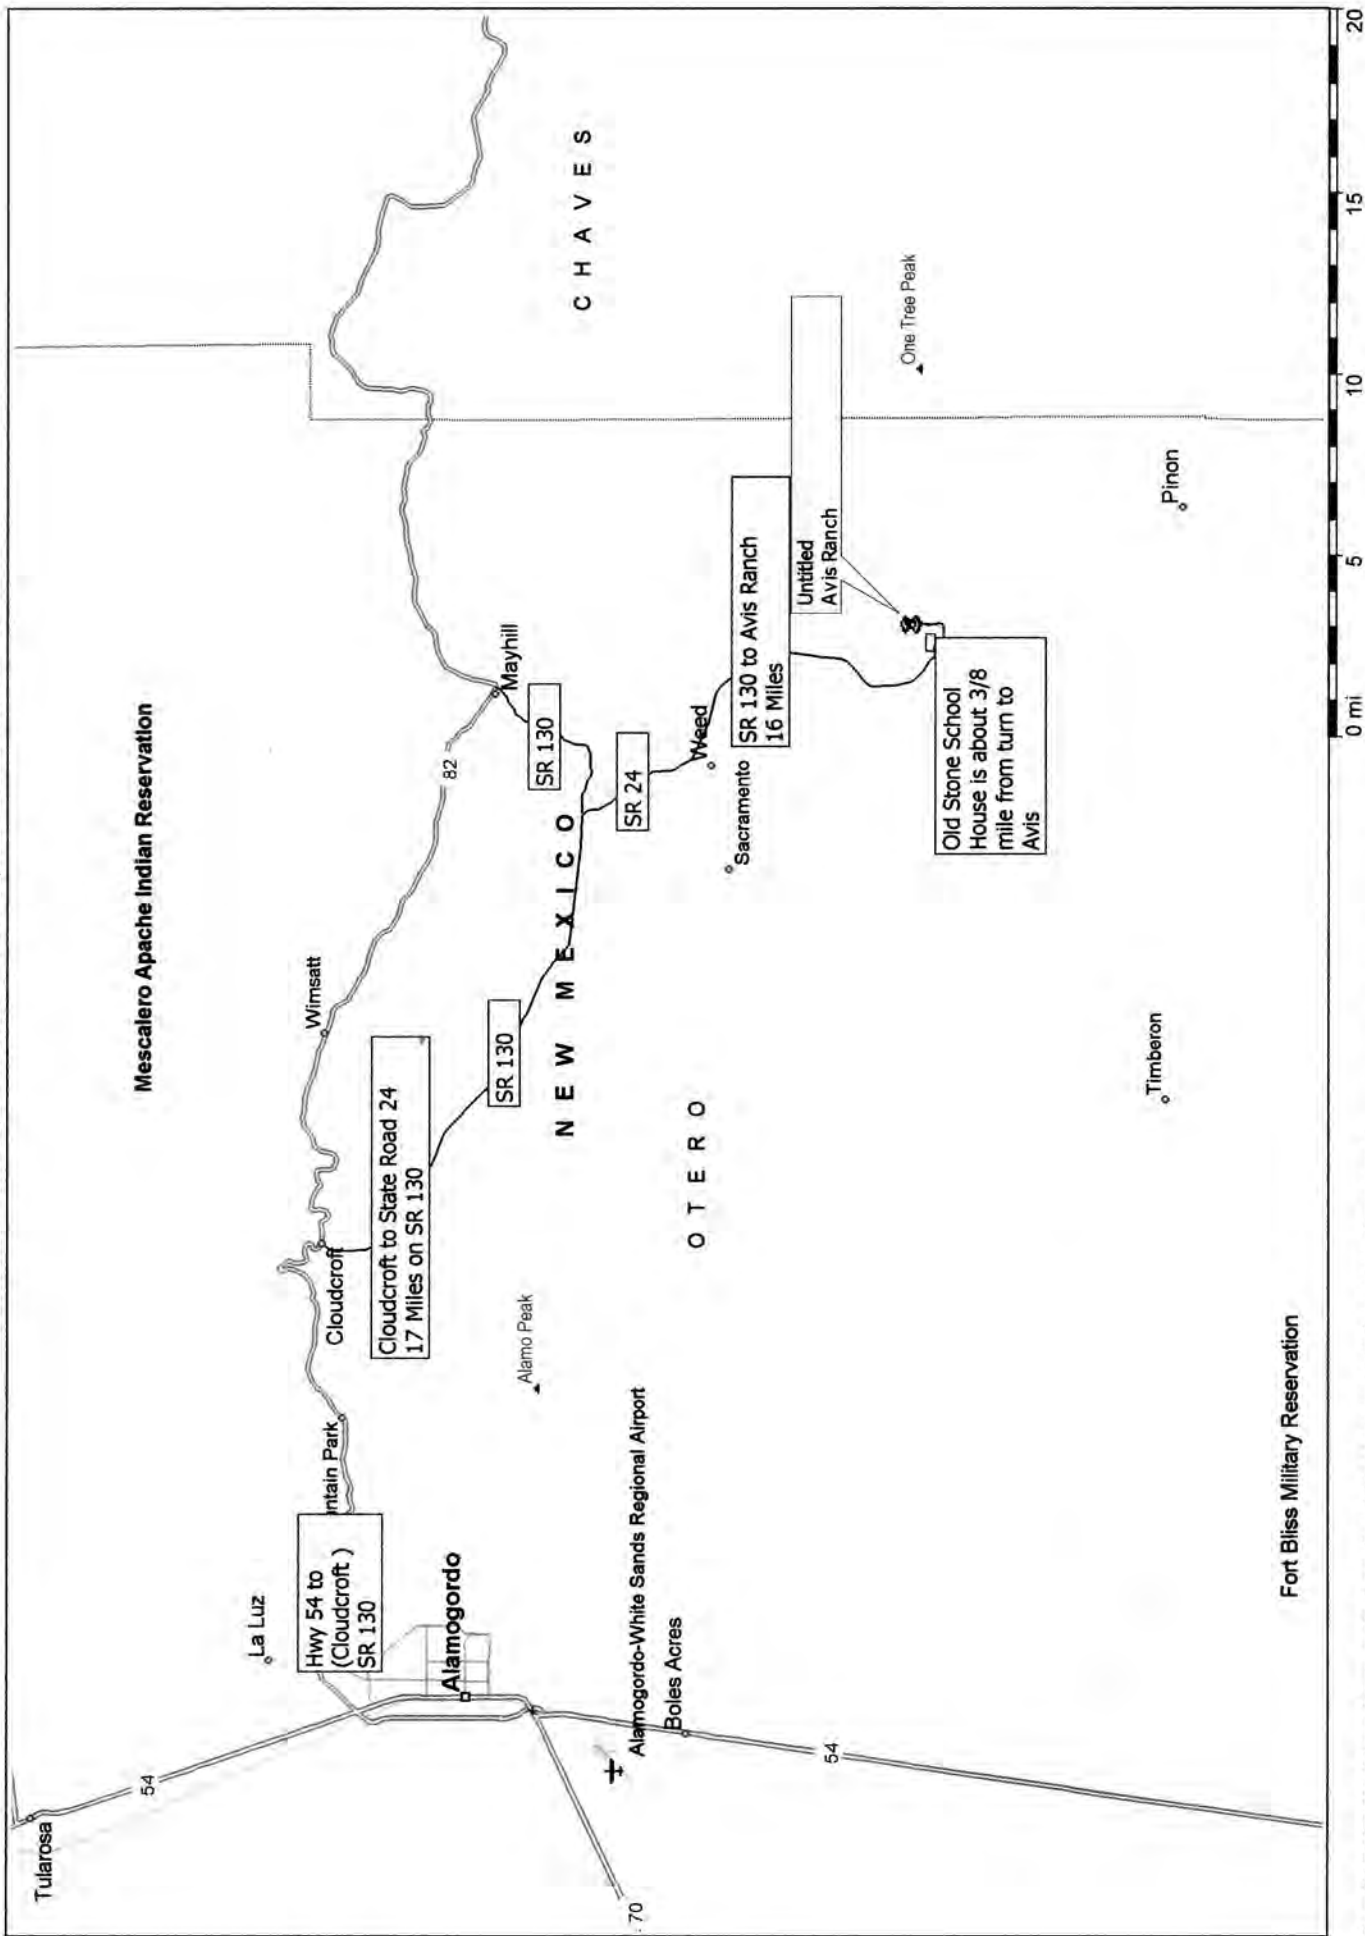 Mescalero Apache Indian Reservation
Tularosa
54
La Luz
Hwy 54 to
(Cloudcroft )
SR 130
ntain Park
Cloudcroft
Wimsatt
82
Mayhill
Cloudcroft to State Road 24
17 Miles on SR 130
SR 130
SR 130
Alamogordo
Alamo Peak
NEW MEXICO
CHAVES
SR 24
Weed
Sacramento
OTERO
SR 130 to Avis Ranch
16 Miles
Alamogordo-White Sands Regional Airport
Boles Acres
70
54
Untitled
Avis Ranch
One Tree Peak
Old Stone School
House is about 3/8
mile from turn to
Avis
Timberon
Pinon
Fort Bliss Military Reservation
0 mi 5 10 15 20